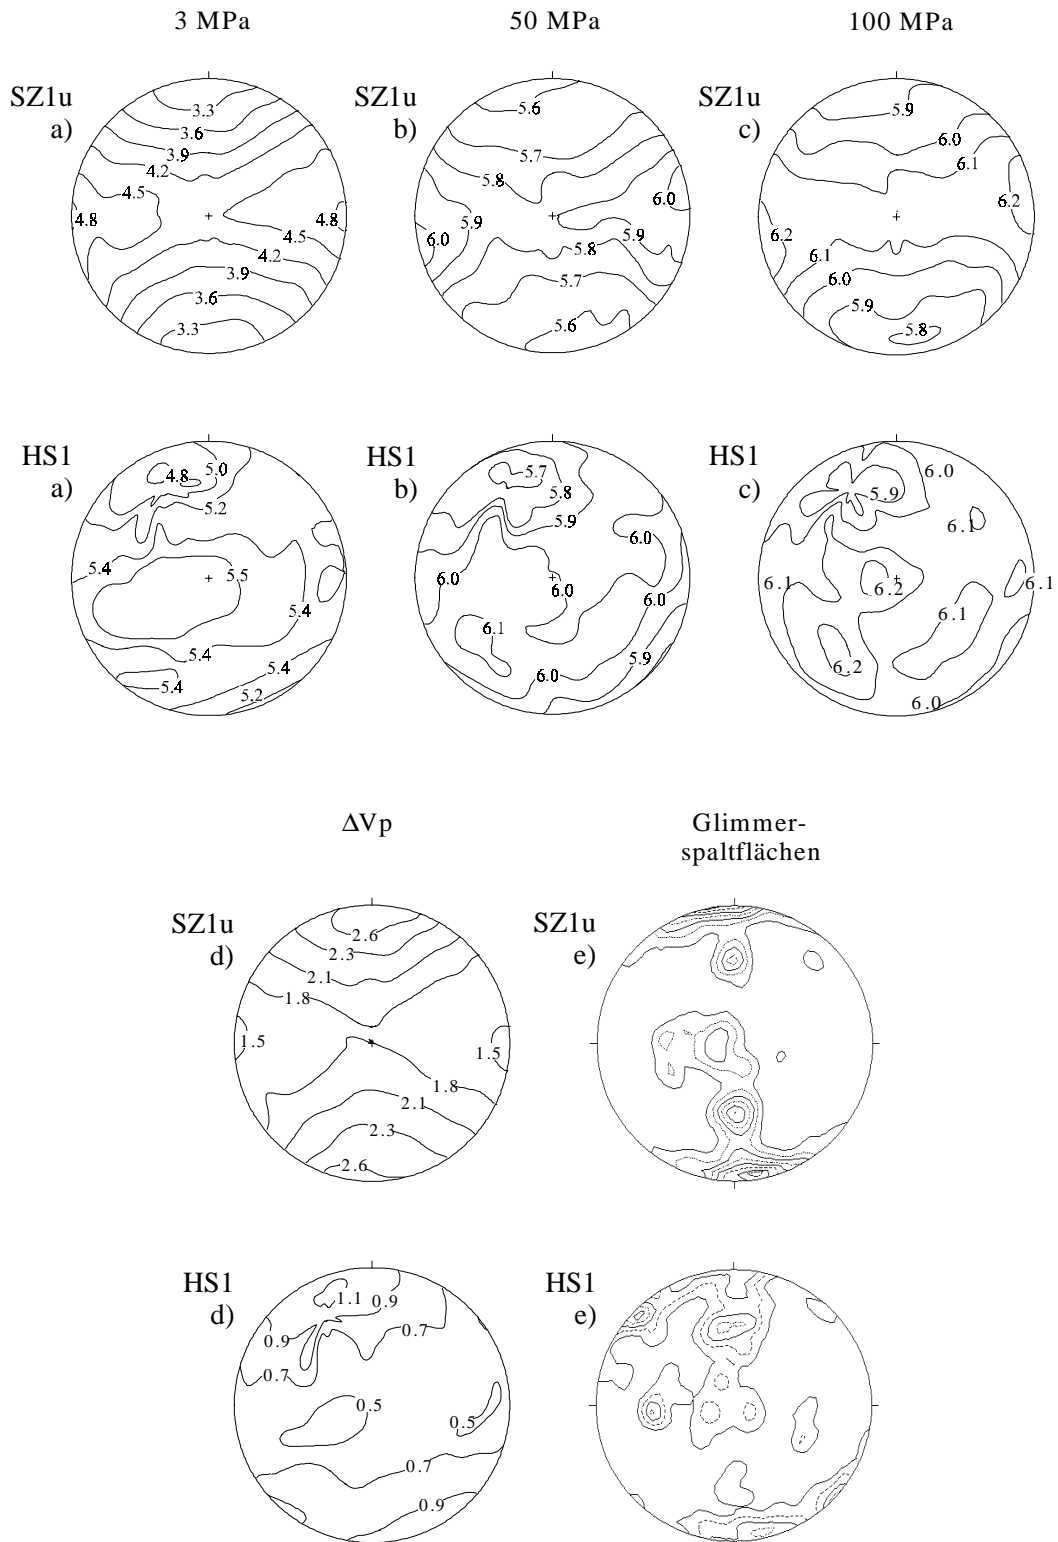 3 MPa 50 MPa 100 MPa
SZ1u
a)
3.3
3.6
3.9
4.2
4.5
4.8 4.8
4.5
4.2
3.9
3.6
3.3
SZ1u
b)
5.6
5.7
5.8
6.0
5.9
6.0 5.9
5.8
5.7
5.6
SZ1u
c)
5.9
6.0
6.1
6.2
6.2
6.1
6.0
5.9
5.8
HS1
a)
4.8 5.0
5.2
5.4 5.5
5.4
5.4
5.4
5.4
5.2
HS1
b)
5.7
5.8
5.9
6.0
6.0
6.0 6.0
6.1
5.9
6.0
HS1
c)
6.0
5.9
6.1
6.1 6.2 6.1
6.1
6.2
6.0
ΔVp
Glimmer-
spaltflächen
SZ1u
d)
2.6
2.3
2.1
1.8
1.5 1.5
1.8
2.1
2.3
2.6
SZ1u
e)
HS1
d)
1.1 0.9
0.9 0.7
0.7
0.5 0.5
0.7
0.9
HS1
e)